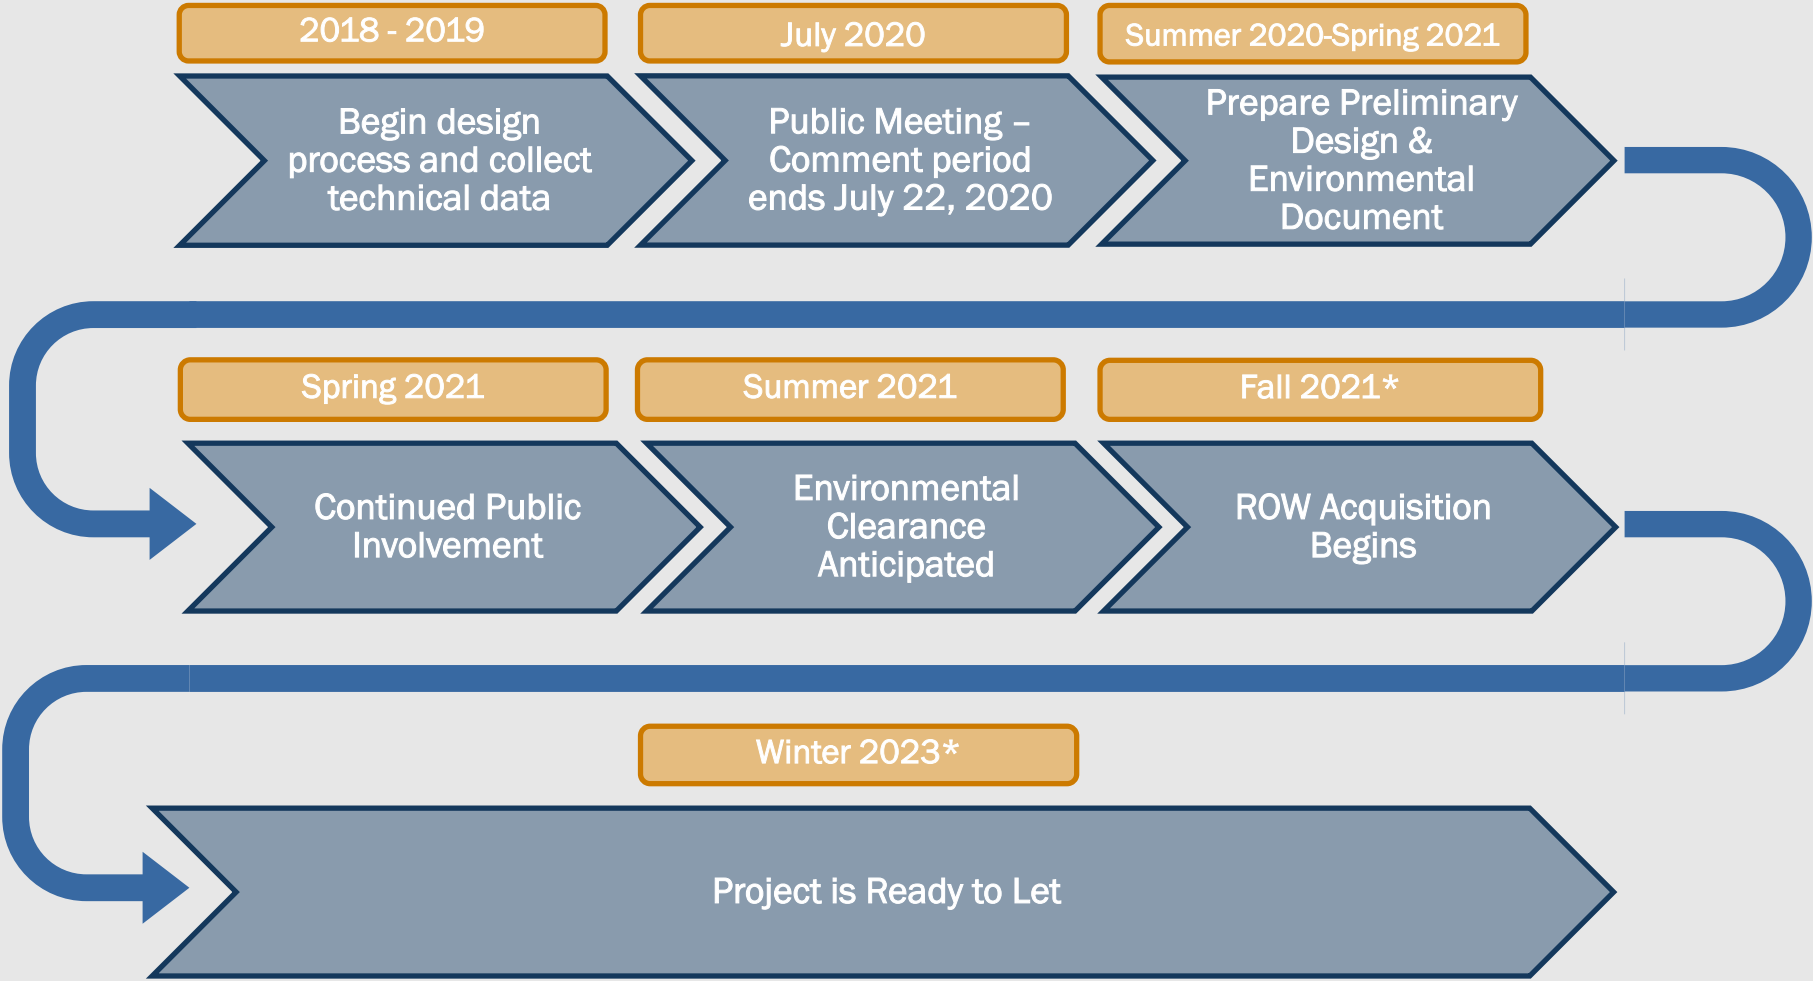 2018 - 2019
July 2020
Summer 2020-Spring 2021
Begin design
process and collect
technical data
Public Meeting –
Comment period
ends July 22, 2020
Prepare Preliminary
Design &
Environmental
Document
Spring 2021
Summer 2021
Fall 2021*
Continued Public
Involvement
Environmental
Clearance
Anticipated
ROW Acquisition
Begins
Winter 2023*
Project is Ready to Let